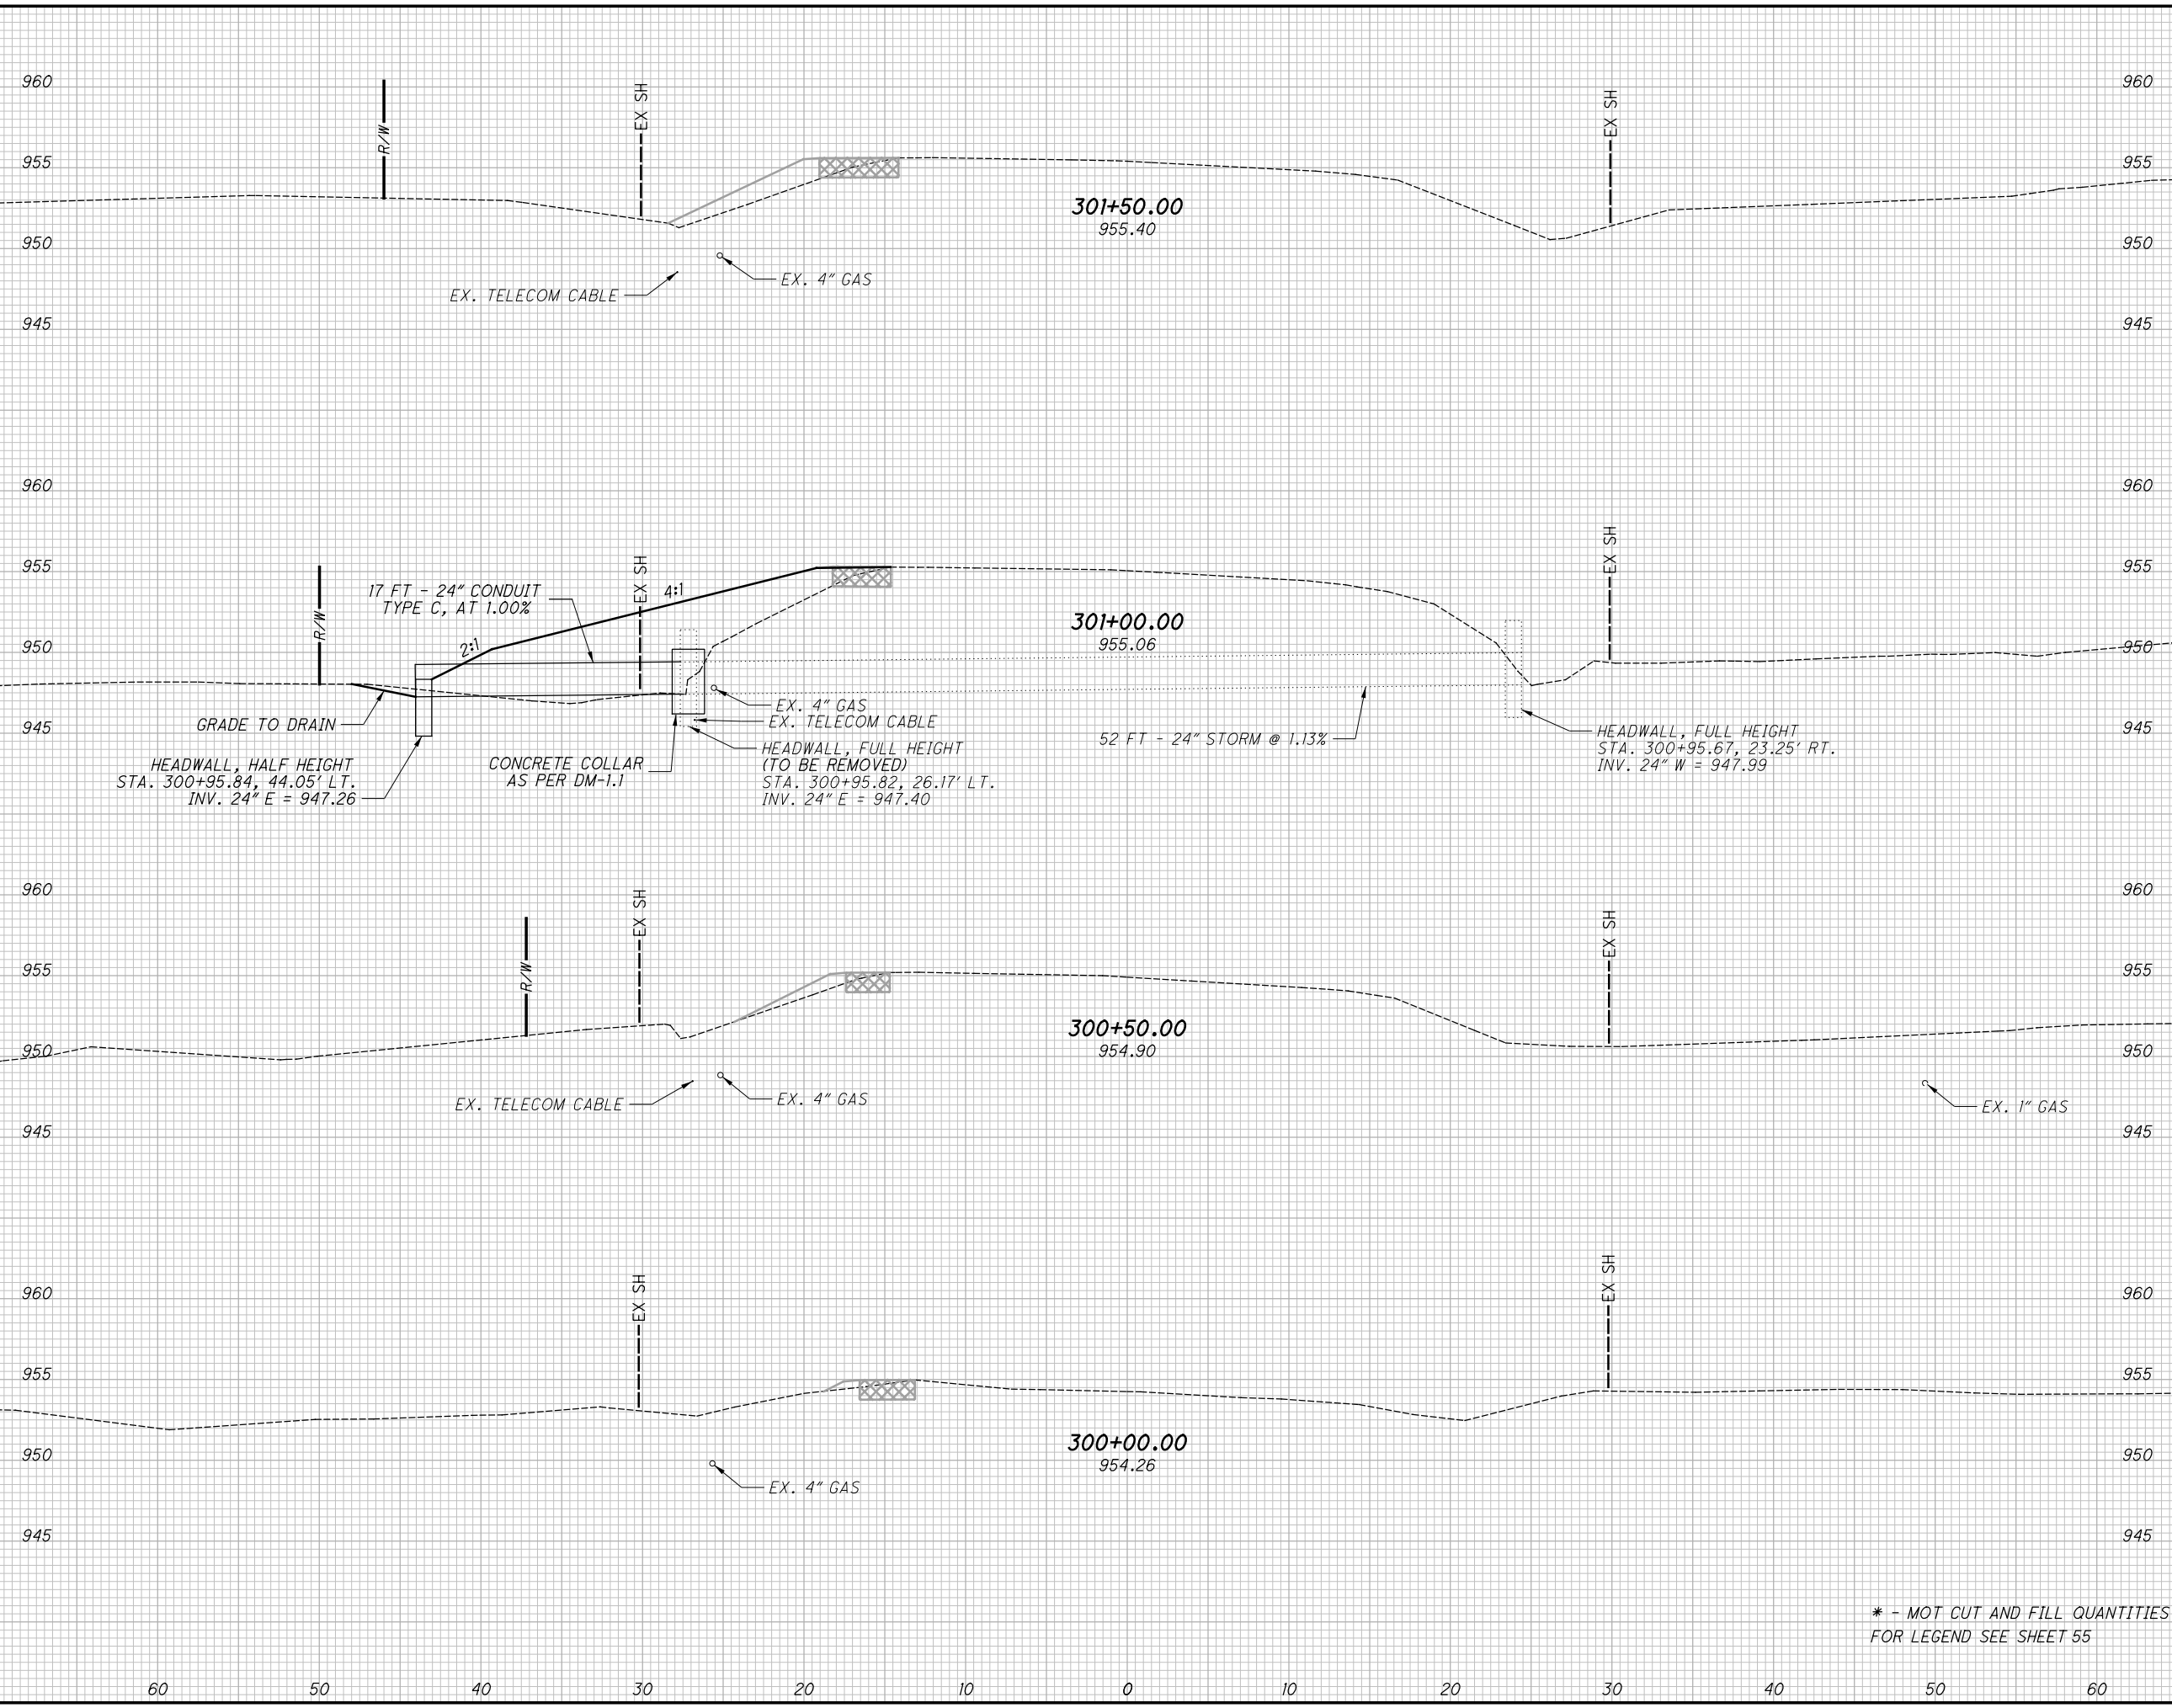 960
960
R/W
EX SH
EX SH
955
955
301+50.00
955.40
950
950
EX. 4" GAS
EX. TELECOM CABLE
945
945
960
960
R/W
EX SH
EX SH
955
955
17 FT - 24" CONDUIT
TYPE C, AT 1.00%
4:1
2:1
301+00.00
955.06
950
950
EX. 4" GAS
EX. TELECOM CABLE
GRADE TO DRAIN
945
945
52 FT - 24" STORM @ 1.13%
HEADWALL, FULL HEIGHT
STA. 300+95.67, 23.25' RT.
INV. 24" W = 947.99
HEADWALL, FULL HEIGHT
(TO BE REMOVED)
STA. 300+95.82, 26.17' LT.
INV. 24" E = 947.40
CONCRETE COLLAR
AS PER DM-1.1
HEADWALL, HALF HEIGHT
STA. 300+95.84, 44.05' LT.
INV. 24" E = 947.26
960
960
R/W
EX SH
EX SH
955
955
300+50.00
954.90
950
950
EX. TELECOM CABLE
EX. 4" GAS
EX. 1" GAS
945
945
960
960
EX SH
EX SH
955
955
300+00.00
954.26
950
950
EX. 4" GAS
945
945
* - MOT CUT AND FILL QUANTITIES
FOR LEGEND SEE SHEET 55
60 50 40 30 20 10 0 10 20 30 40 50 60